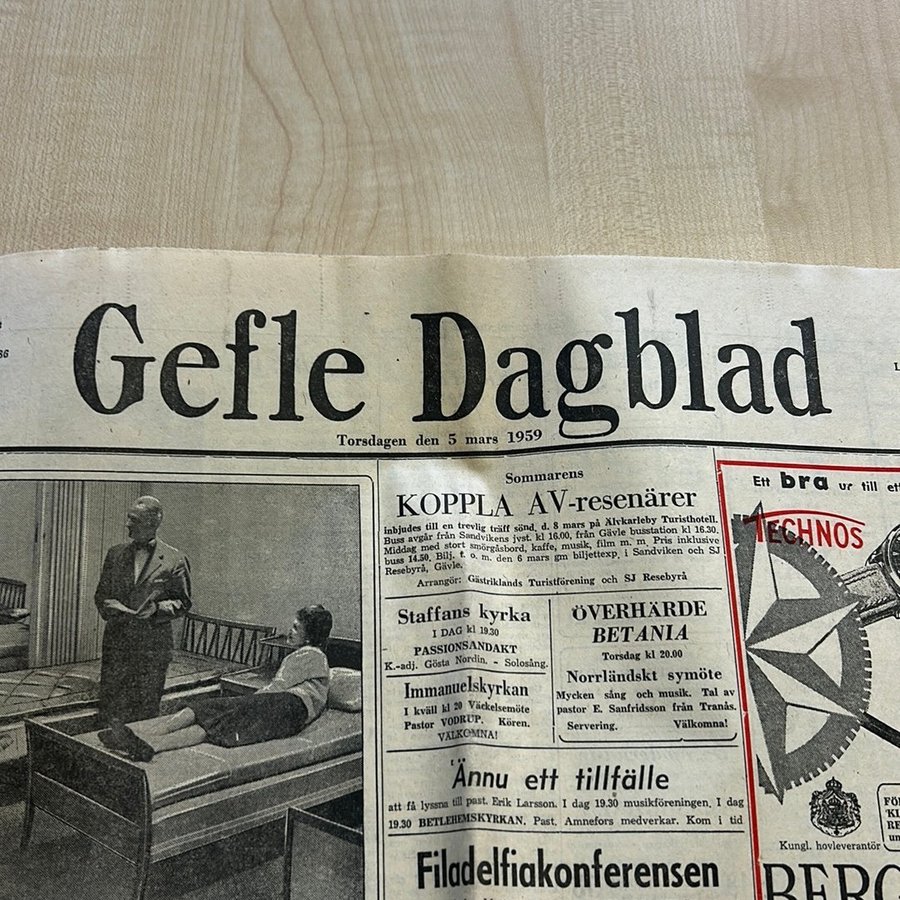 86
Gefle Dagblad
Torsdagen den 5 mars 1959
Sommarens
KOPPLA AV-resenärer
inbjudes till en trevlig träff sönd. d. 8 mars på Älvkarleby Turisthotell.
Buss avgår från Sandvikens jvst. kl 16.00, från Gävle busstation kl 16.30.
Middag med stort smörgåsbord, kaffe, musik, film m. m. Pris inklusive
buss 14.50. Bilj. t. o. m. den 6 mars gm biljettexp. i Sandviken och SJ
Resebyrå, Gävle.
Arrangör: Gästriklands Turistförening och SJ Resebyrå
Staffans kyrka
I DAG kl 19.30
PASSIONSANDAKT
K.-adj. Gösta Nordin. - Solosång.
Immanuelskyrkan
I kväll kl 20 Väckelsemöte
Pastor VODRUP. Kören.
VÄLKOMNA!
ÖVERHÄRDE
BETANIA
Torsdag kl 20.00
Norrländskt symöte
Mycken sång och musik. Tal av
pastor E. Sanfridsson från Tranås.
Servering. Välkomna!
Ännu ett tillfälle
att få lyssna till past. Erik Larsson. I dag 19.30 musikföreningen. I dag
19.30 BETLEHEMSKYRKAN. Past. Amnefors medverkar. Kom i tid
Filadelfiakonferensen
Ett bra ur till ett
TECHNOS
Kungl. hovleverantör